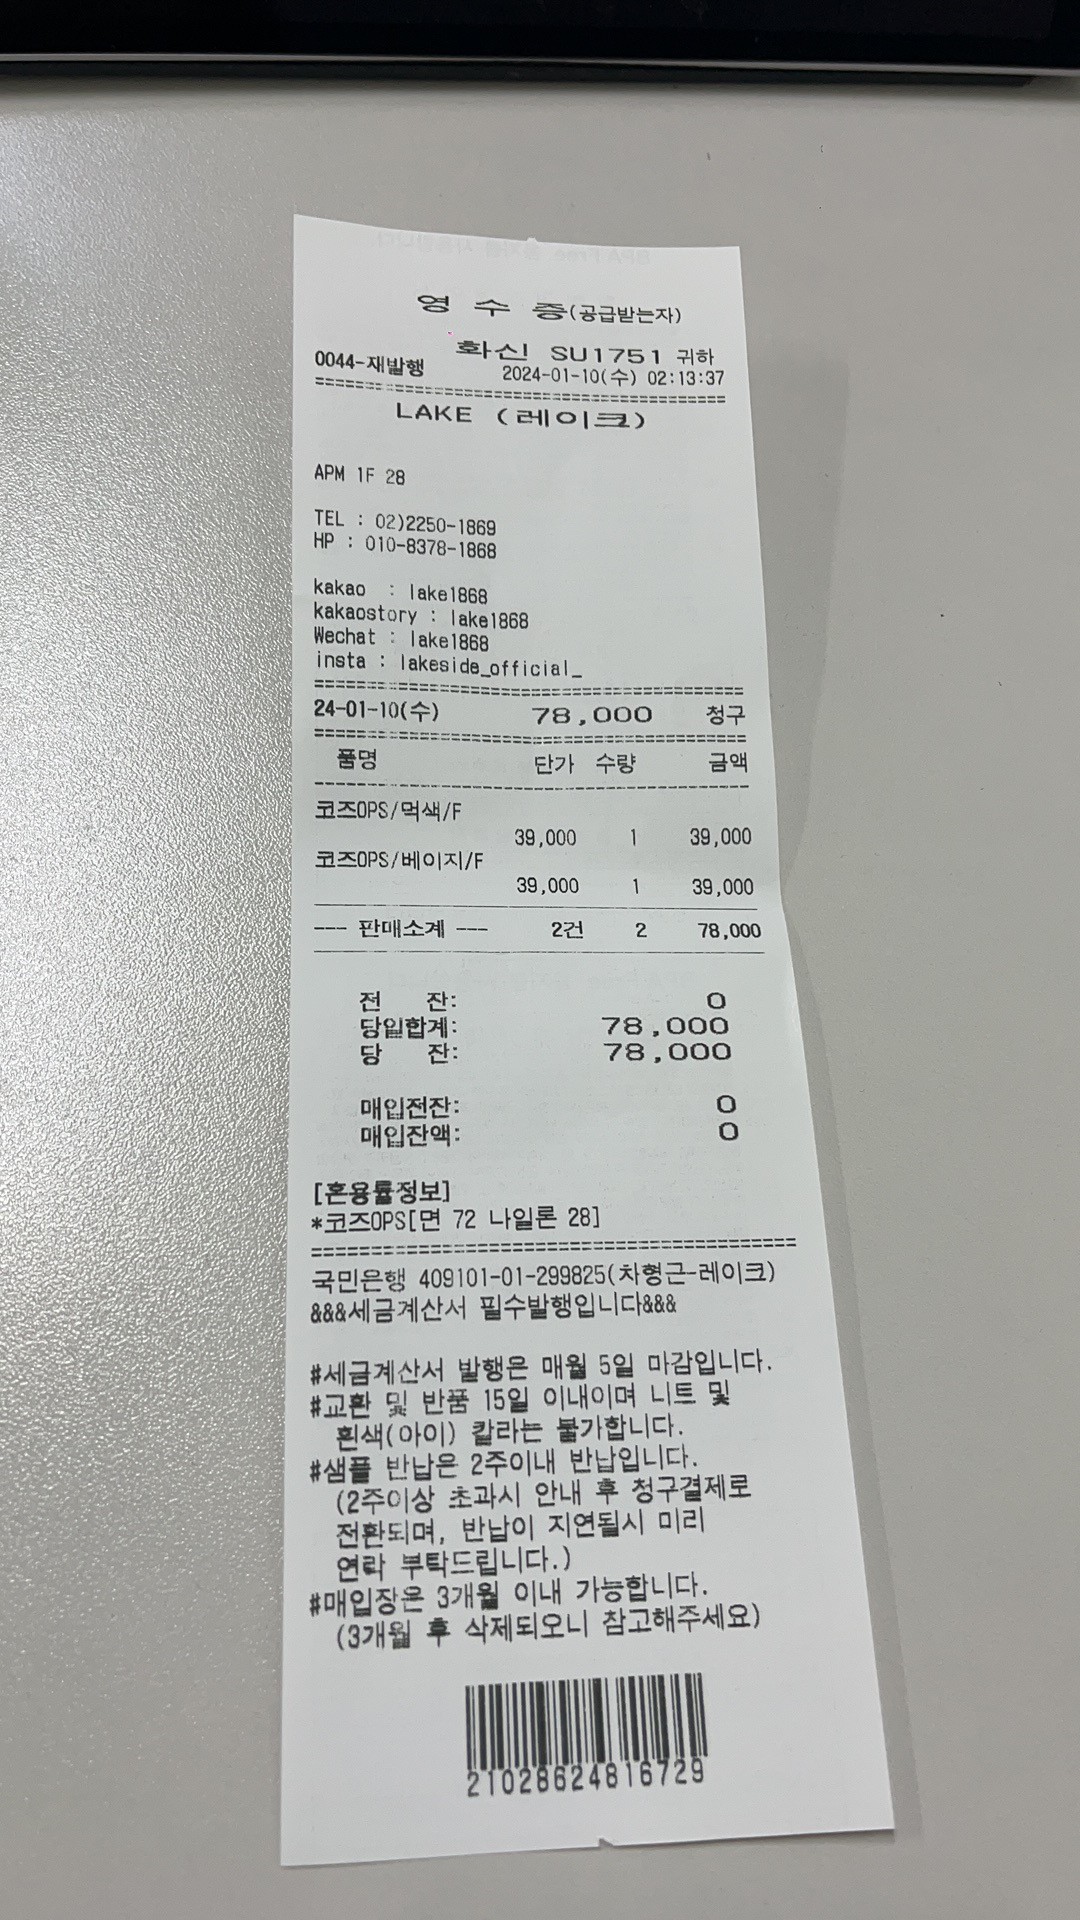 영 수 증(공급받는자)
화신 SU1751 귀하
0044-재발행 2024-01-10(수) 02:13:37
==========================================
LAKE (레이크)
APM 1F 28
TEL : 02)2250-1869
HP : 010-8378-1868
kakao : lake1868
kakaostory : lake1868
Wechat : lake1868
insta : lakeside_official_
==========================================
24-01-10(수) 78,000 청구
==========================================
품명 단가 수량 금액
------------------------------------------
코즈OPS/먹색/F
39,000 1 39,000
코즈OPS/베이지/F
39,000 1 39,000
--- 판매소계 --- 2건 2 78,000
전 잔: 0
당일합계: 78,000
당 잔: 78,000
매입전잔: 0
매입잔액: 0
[혼용률정보]
*코즈OPS[면 72 나일론 28]
==========================================
국민은행 409101-01-299825(차형근-레이크)
&&&세금계산서 필수발행입니다&&&
#세금계산서 발행은 매월 5일 마감입니다.
#교환 및 반품 15일 이내이며 니트 및
흰색(아이) 칼라는 불가합니다.
#샘플 반납은 2주이내 반납입니다.
(2주이상 초과시 안내 후 청구결제로
전환되며, 반납이 지연될시 미리
연락 부탁드립니다.)
#매입장은 3개월 이내 가능합니다.
(3개월 후 삭제되오니 참고해주세요)
21028624816729